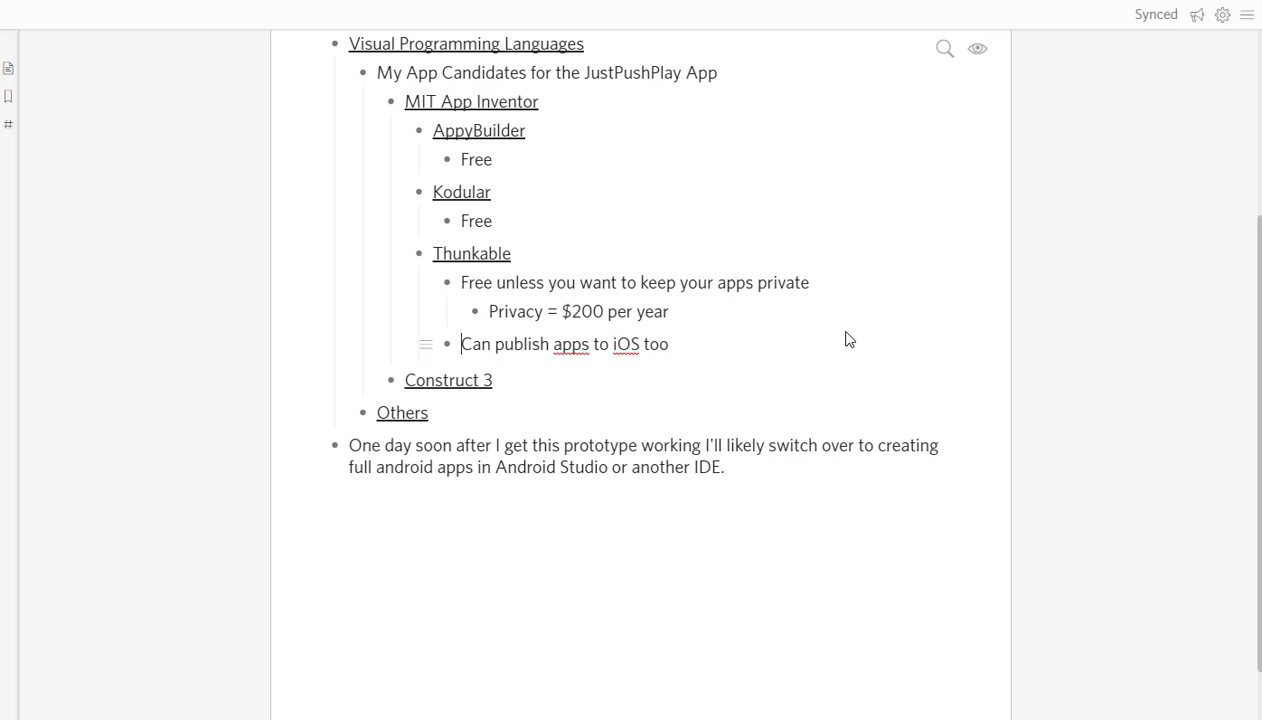 Synced
Visual Programming Languages
My App Candidates for the JustPushPlay App
MIT App Inventor
AppyBuilder
Free
Kodular
Free
Thunkable
Free unless you want to keep your apps private
Privacy = $200 per year
Can publish apps to iOS too
Construct 3
Others
One day soon after I get this prototype working I'll likely switch over to creating
full android apps in Android Studio or another IDE.